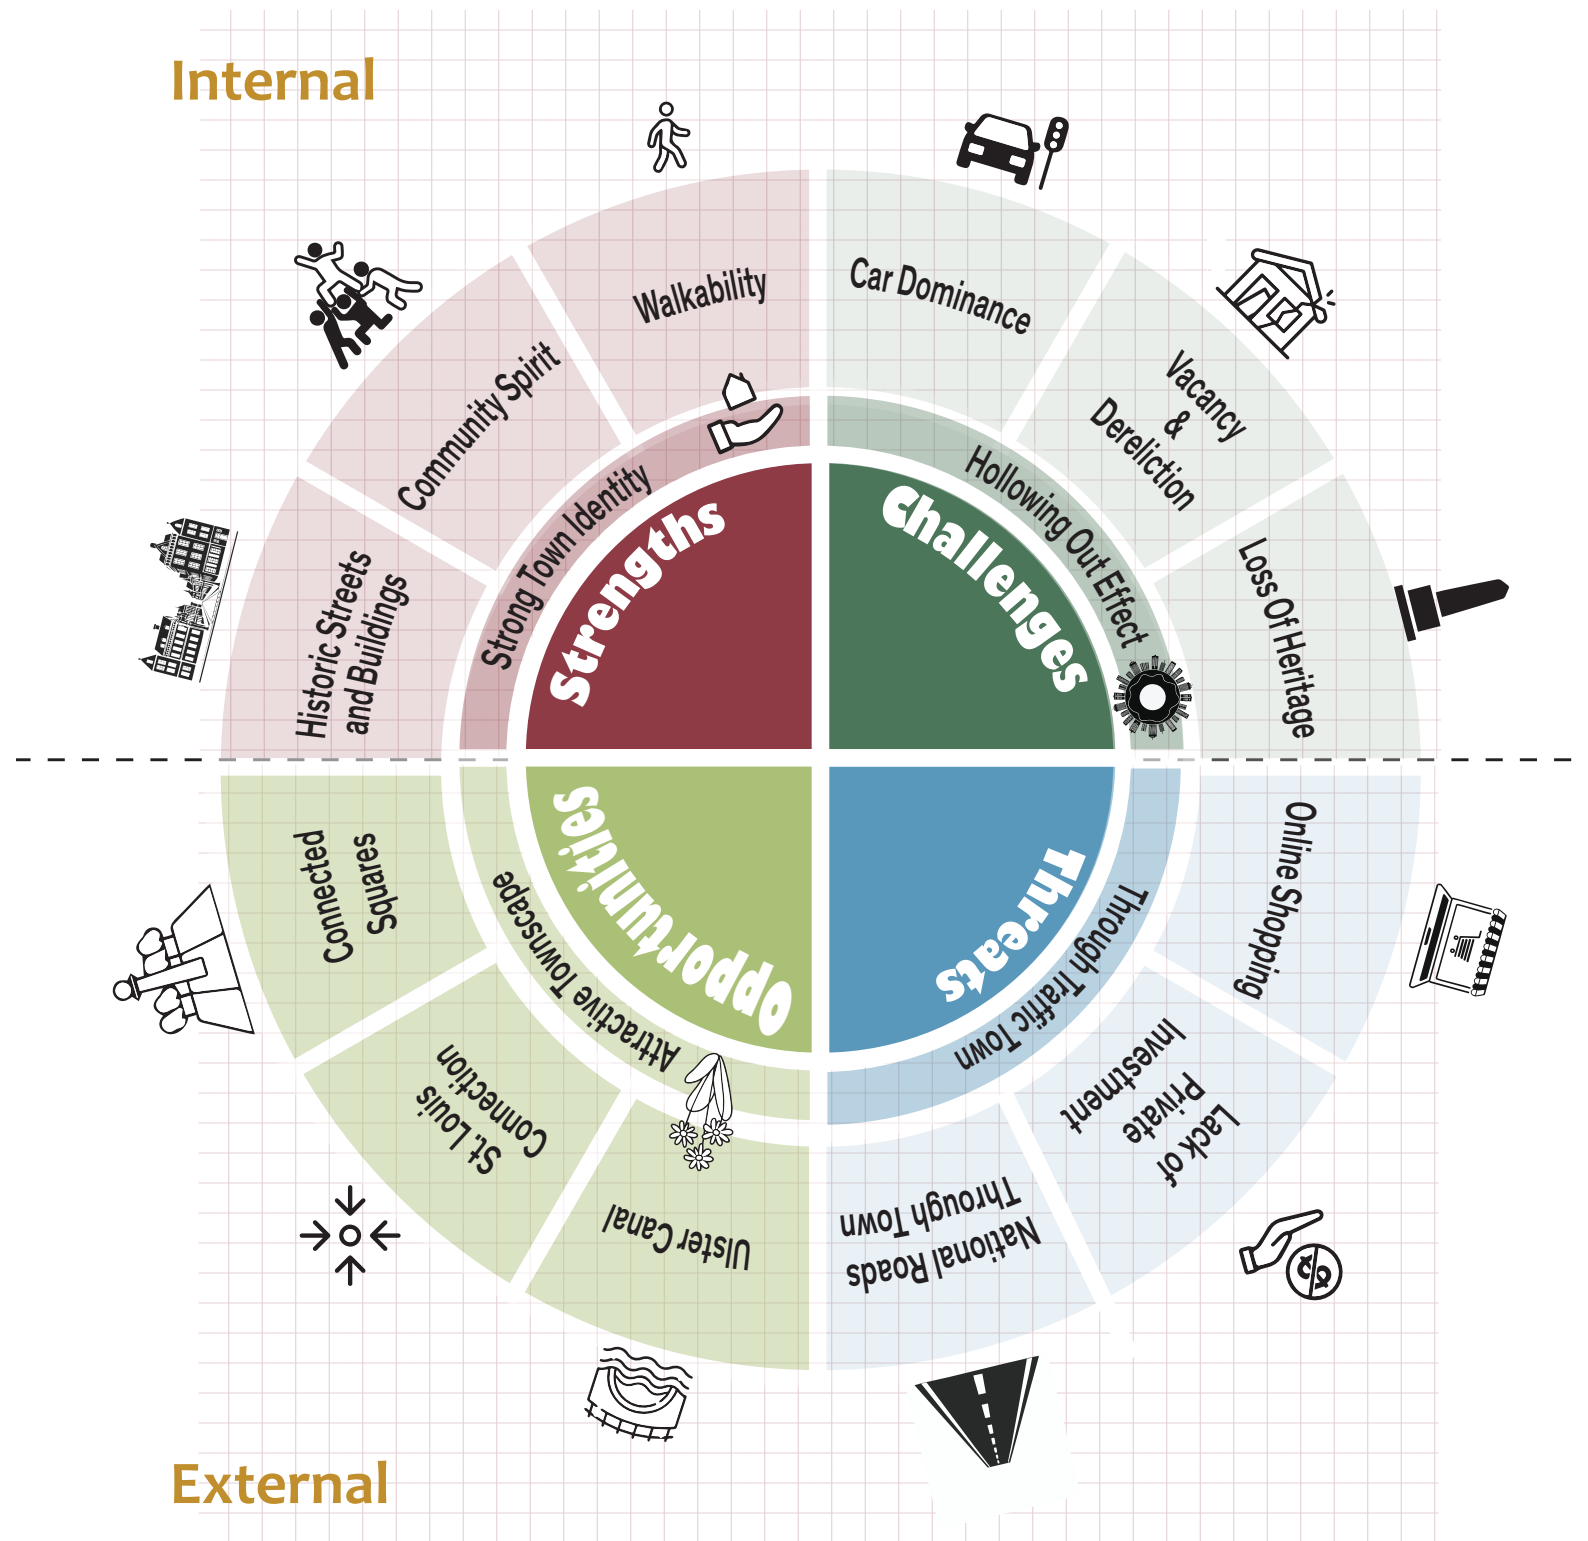 Internal
Strengths
Strong Town Identity
Historic Streets
and Buildings
Community Spirit
Walkability
Challenges
Hollowing Out Effect
Car Dominance
Vacancy
&
Dereliction
Loss Of Heritage
Opportunities
Attractive Townscape
Connected
Squares
St. Louis
Connection
Ulster Canal
Threats
Through Traffic Town
Online Shopping
Lack of
Private
Investment
National Roads
Through Town
External